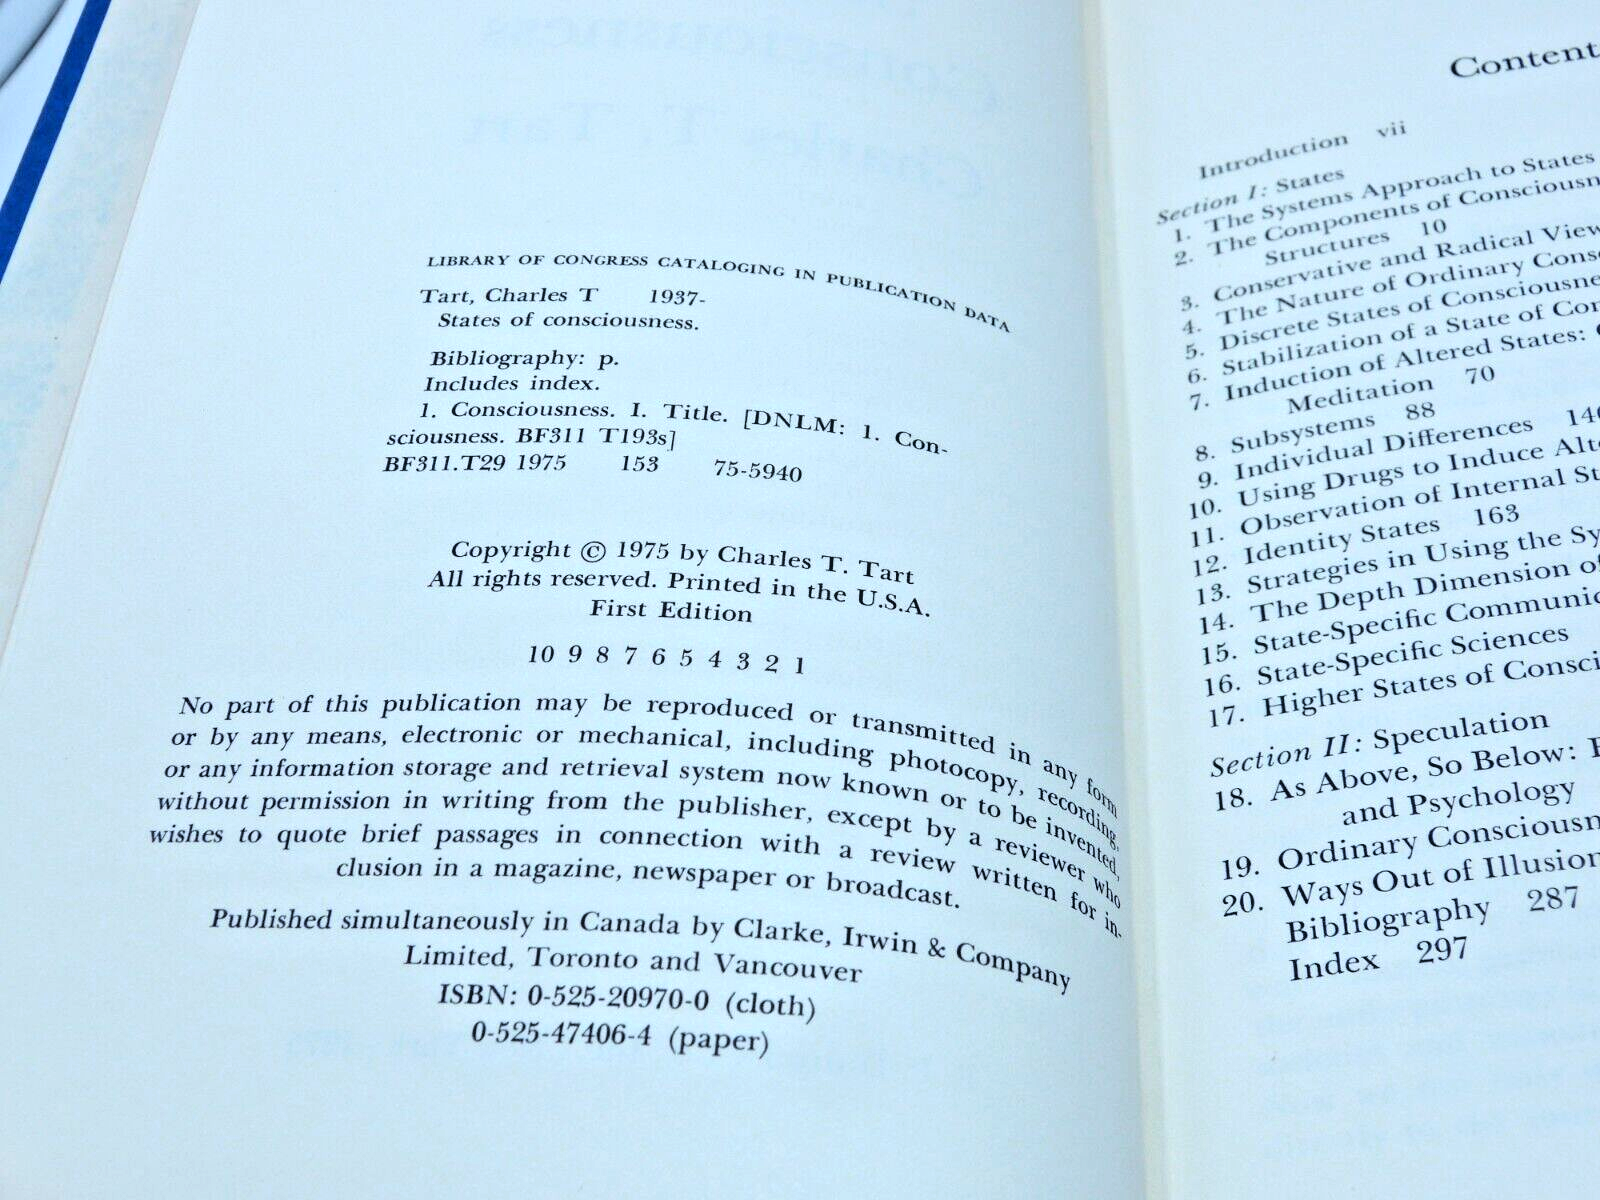 LIBRARY OF CONGRESS CATALOGING IN PUBLICATION DATA
Tart, Charles T 1937-
States of consciousness.
Bibliography: p.
Includes index.
1. Consciousness. I. Title. [DNLM: 1. Con-
sciousness. BF311 T193s]
BF311.T29 1975 153 75-5940
Copyright © 1975 by Charles T. Tart
All rights reserved. Printed in the U.S.A.
First Edition
10 9 8 7 6 5 4 3 2 1
No part of this publication may be reproduced or transmitted in any form
or by any means, electronic or mechanical, including photocopy, recording,
or any information storage and retrieval system now known or to be invented,
without permission in writing from the publisher, except by a reviewer who
wishes to quote brief passages in connection with a review written for in-
clusion in a magazine, newspaper or broadcast.
Published simultaneously in Canada by Clarke, Irwin & Company
Limited, Toronto and Vancouver
ISBN: 0-525-20970-0 (cloth)
0-525-47406-4 (paper)
Content
Introduction vii
Section I: States
1. The Systems Approach to States
2. The Components of Consciousn
Structures 10
3. Conservative and Radical View
4. The Nature of Ordinary Cons
5. Discrete States of Consciousne
6. Stabilization of a State of Con
7. Induction of Altered States:
Meditation 70
8. Subsystems 88
9. Individual Differences 140
10. Using Drugs to Induce Alt
11. Observation of Internal St
12. Identity States 163
13. Strategies in Using the Sy
14. The Depth Dimension of
15. State-Specific Communic
16. State-Specific Sciences
17. Higher States of Consci
Section II: Speculation
18. As Above, So Below:
and Psychology
19. Ordinary Consciousn
20. Ways Out of Illusion
Bibliography 287
Index 297